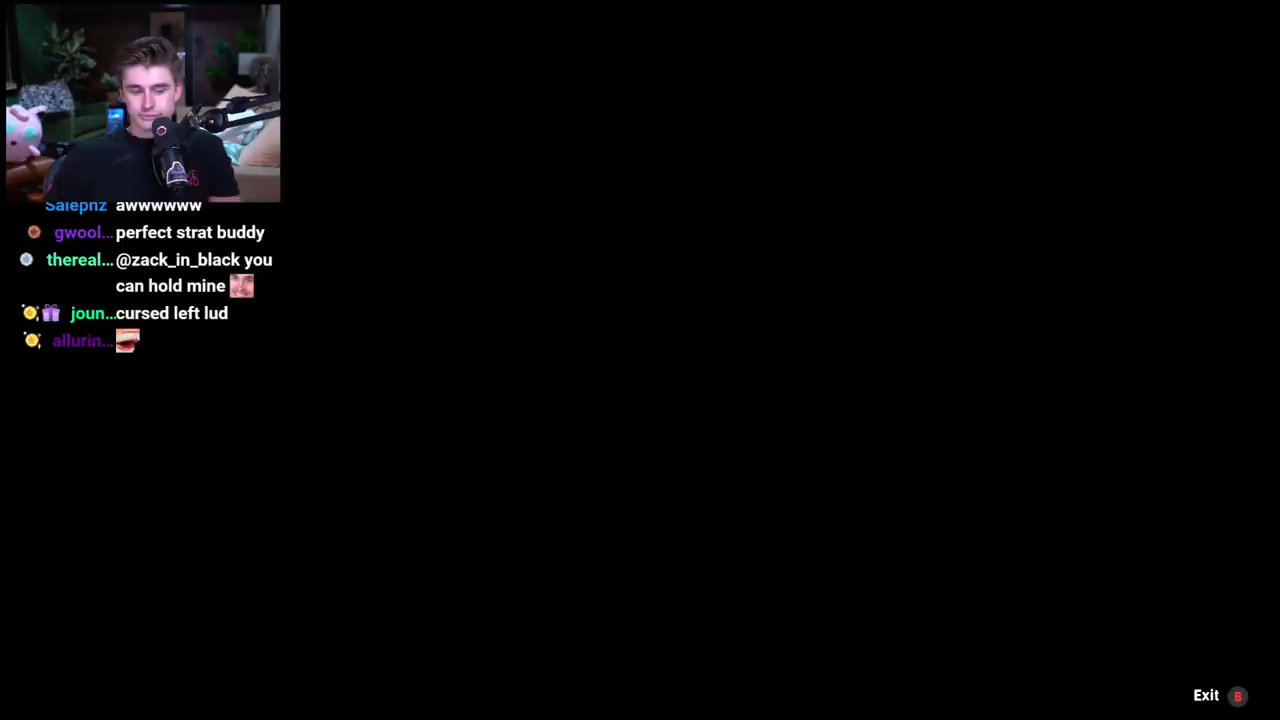 Salepnz awwwwww
gwool… perfect strat buddy
thereal… @zack_in_black you
can hold mine
joun… cursed left lud
allurin…
Exit B